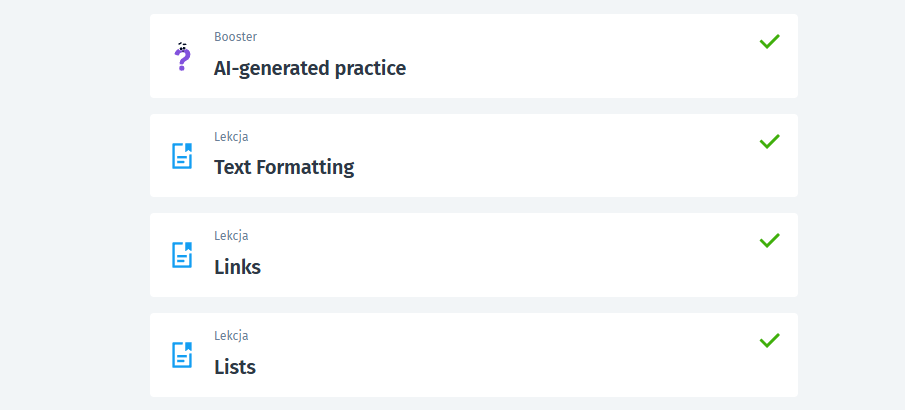 Booster
AI-generated practice
Lekcja
Text Formatting
Lekcja
Links
Lekcja
Lists